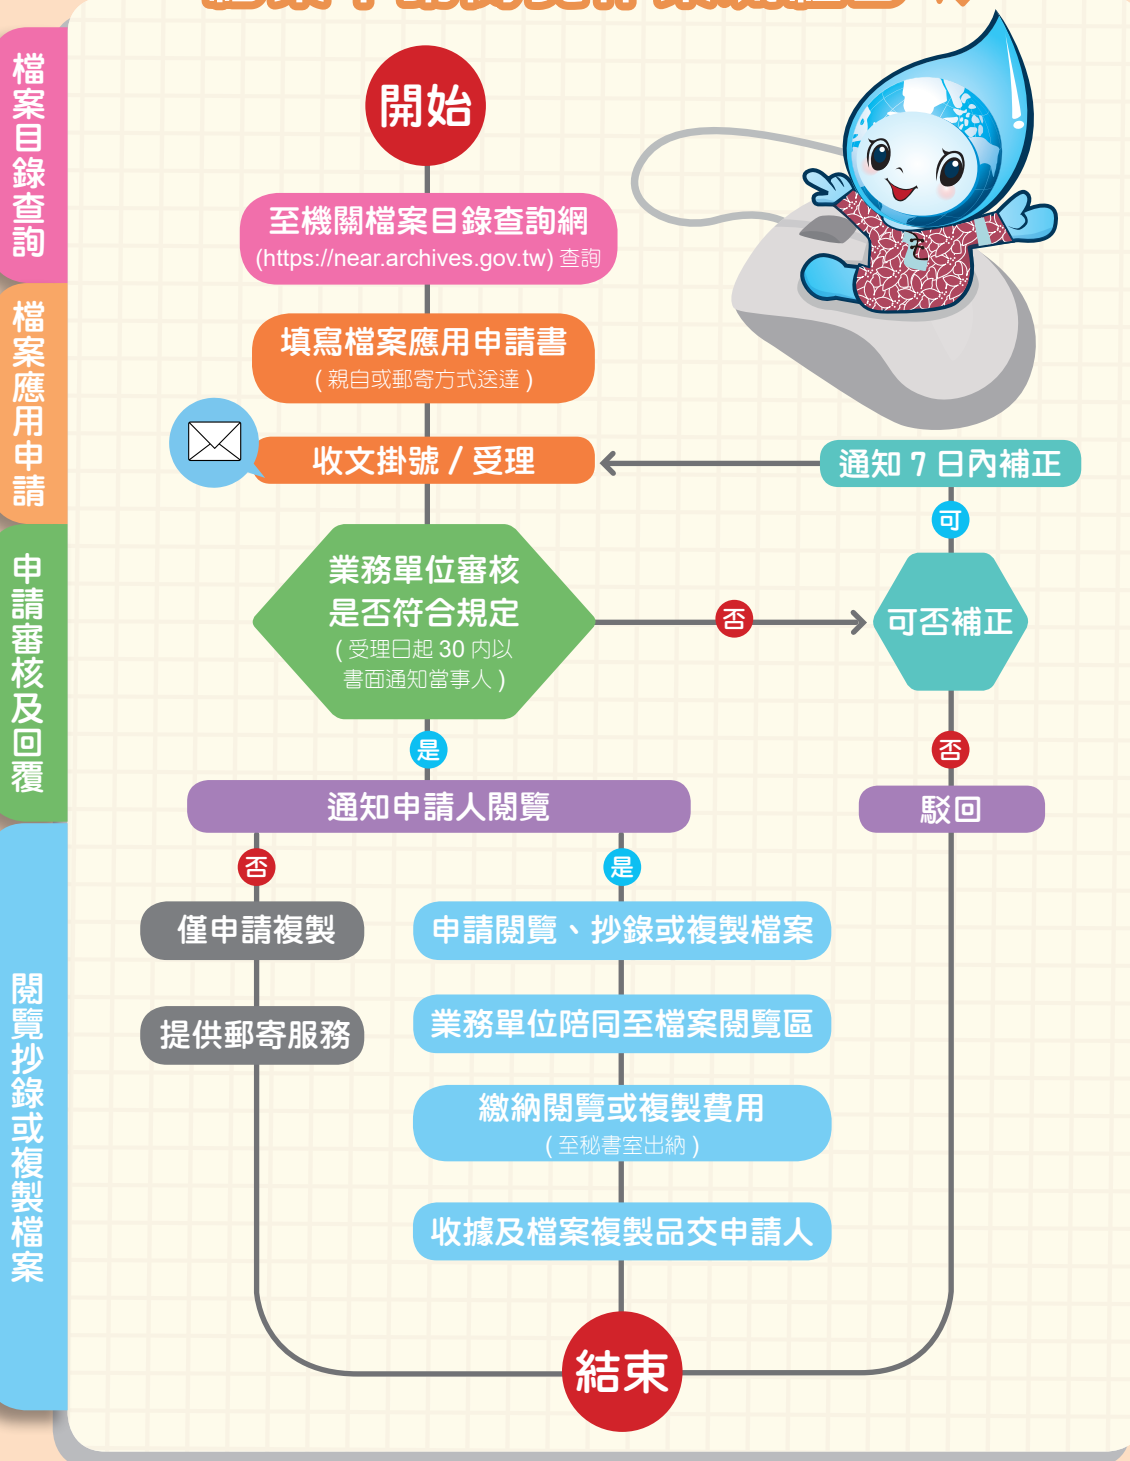 檔案目錄查詢
檔案應用申請
申請審核及回覆
閱覽抄錄或複製檔案
開始
至機關檔案目錄查詢網
(https://near.archives.gov.tw) 查詢
填寫檔案應用申請書
( 親自或郵寄方式送達 )
收文掛號 / 受理
通知 7 日內補正
可
業務單位審核
是否符合規定
( 受理日起 30 內以
書面通知當事人 )
否
可否補正
是
否
通知申請人閱覽
駁回
否
是
僅申請複製
申請閱覽、抄錄或複製檔案
提供郵寄服務
業務單位陪同至檔案閱覽區
繳納閱覽或複製費用
( 至秘書室出納 )
收據及檔案複製品交申請人
結束